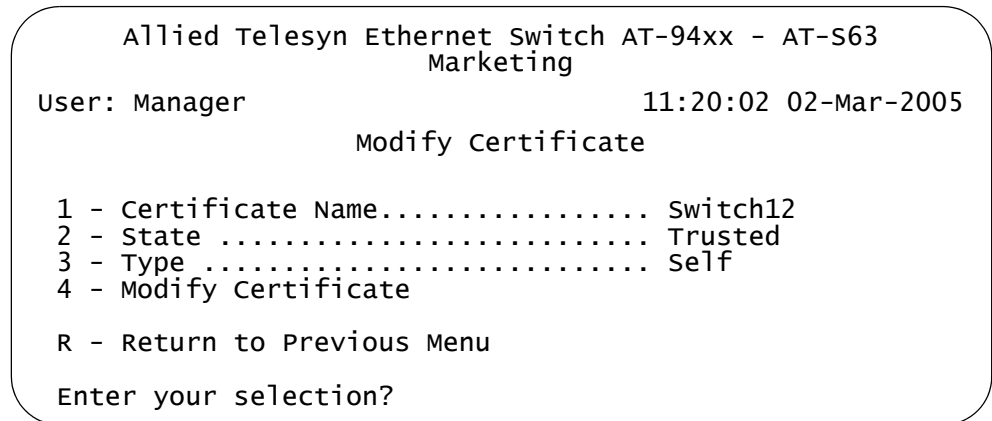 Allied Telesyn Ethernet Switch AT-94xx - AT-S63
Marketing
User: Manager 11:20:02 02-Mar-2005
Modify Certificate
1 - Certificate Name................. Switch12
2 - State ........................... Trusted
3 - Type ............................ Self
4 - Modify Certificate
R - Return to Previous Menu
Enter your selection?